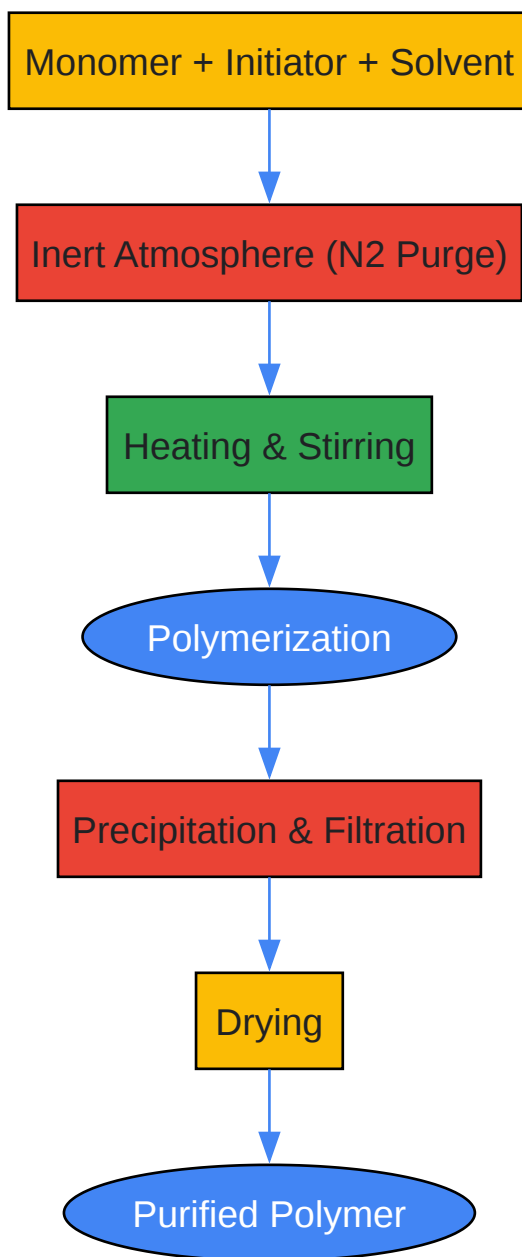 Monomer + Initiator + Solvent
Inert Atmosphere (N2 Purge)
Heating & Stirring
Polymerization
Precipitation & Filtration
Drying
Purified Polymer